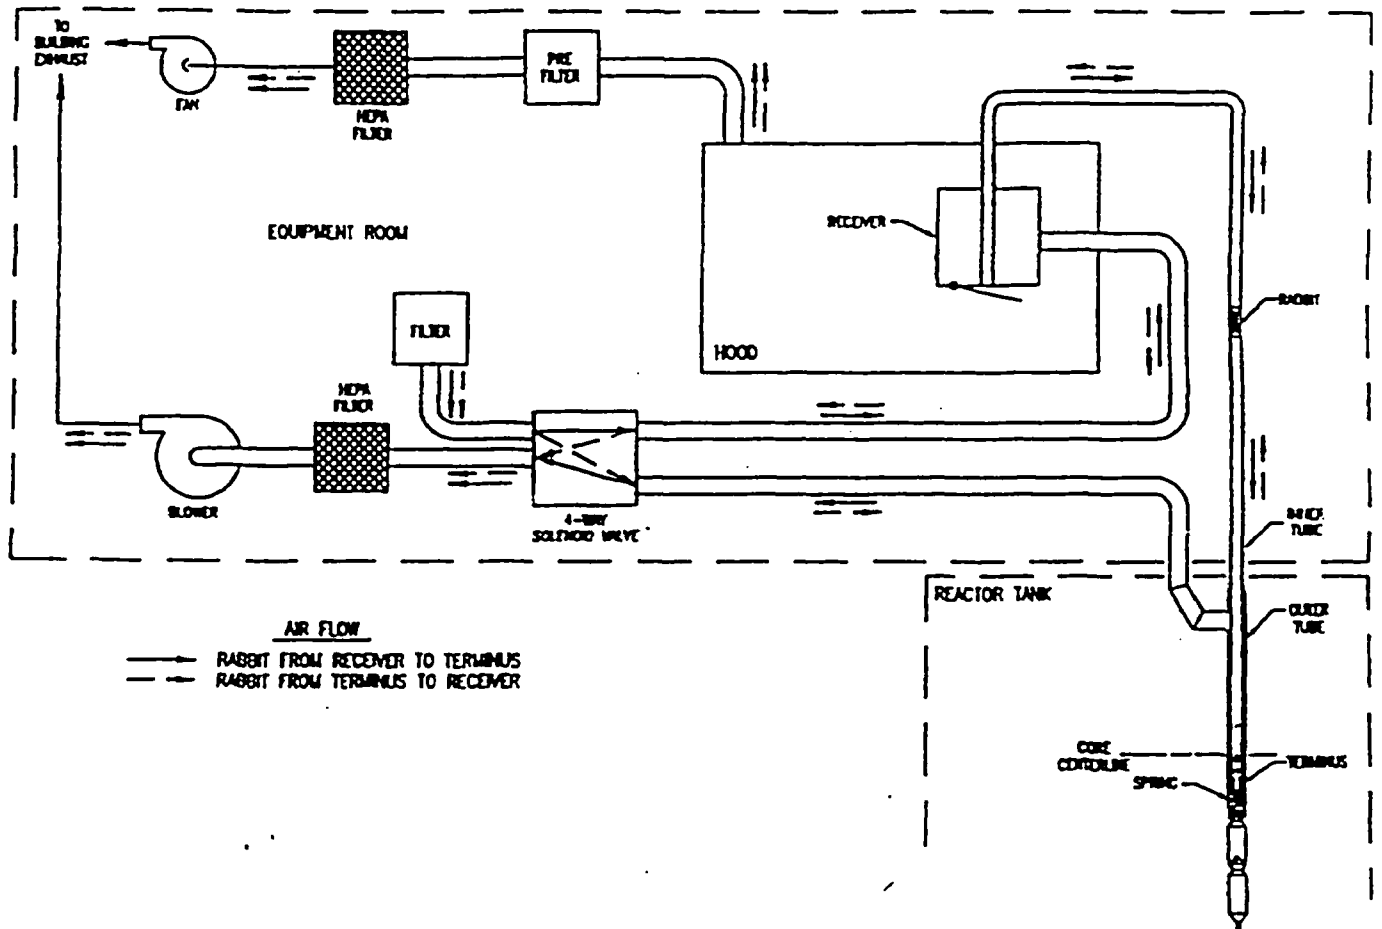 TO
BUILDING
EXHAUST
FAN
HEPA
FILTER
PRE
FILTER
EQUIPMENT ROOM
RECEIVER
HOOD
RABBIT
FILTER
HEPA
FILTER
BLOWER
4-WAY
SOLENOID VALVE
INNER
TUBE
REACTOR TANK
OUTER
TUBE
AIR FLOW
RABBIT FROM RECEIVER TO TERMINUS
RABBIT FROM TERMINUS TO RECEIVER
CORE
CENTERLINE
TERMINUS
SPRING